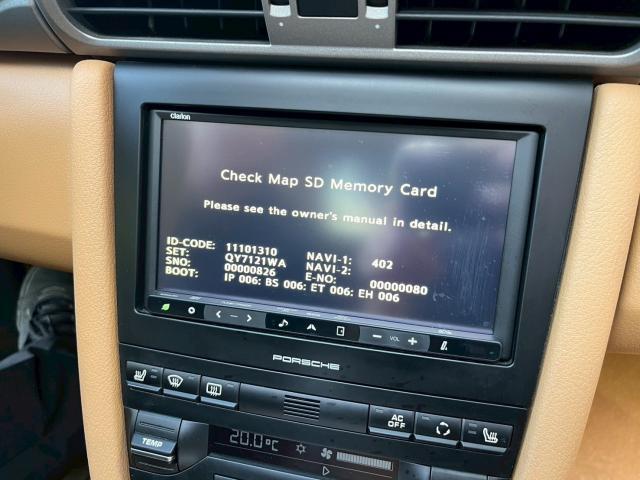 Clarion
Check Map SD Memory Card
Please see the owner's manual in detail.
ID-CODE: 11101310 NAVI-1: 402
SET: QY7121WA NAVI-2:
SNO: 00000826 E-NO: 00000080
BOOT: IP 006: BS 006: ET 006: EH 006
VOL
PORSCHE
AC
OFF
TEMP
20.0°C